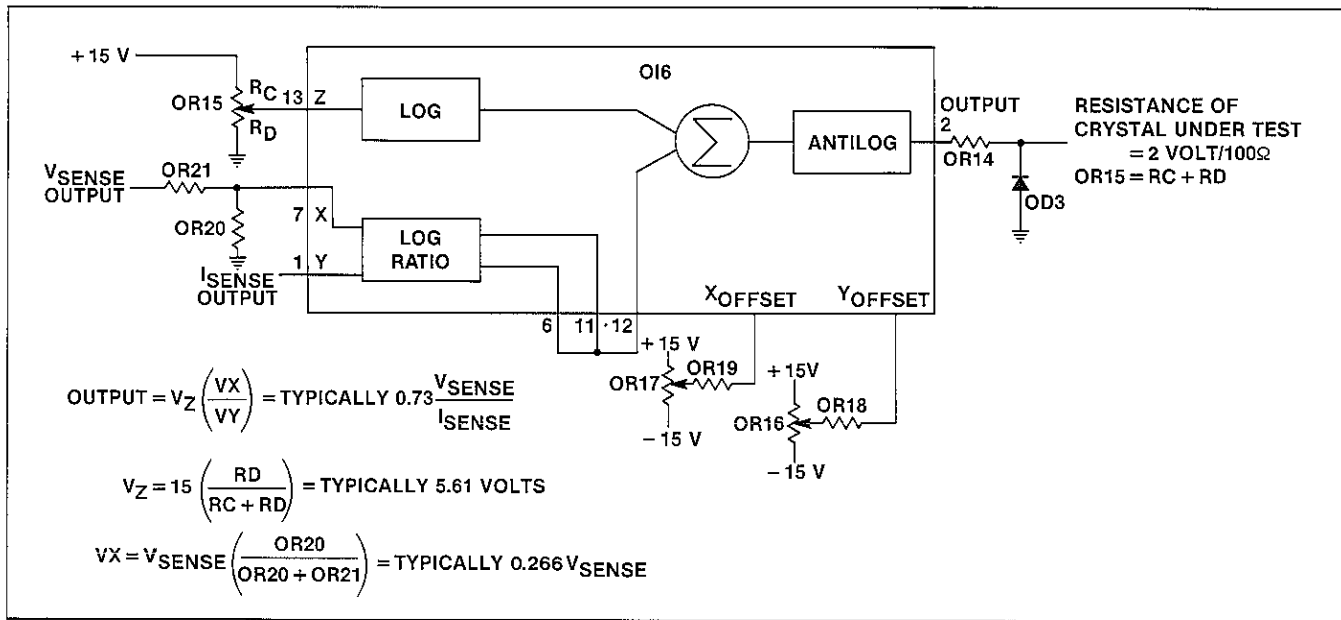 +15 V
OR15
RC
RD
13 Z
LOG
OI6
Σ
ANTILOG
OUTPUT
2
OR14
OD3
RESISTANCE OF
CRYSTAL UNDER TEST
= 2 VOLT/100Ω
OR15 = RC + RD
VSENSE
OUTPUT
OR21
OR20
7 X
1 Y
ISENSE
OUTPUT
LOG
RATIO
6 11 · 12
XOFFSET
YOFFSET
+15 V
OR17
OR19
−15 V
+15V
OR16
OR18
−15 V
OUTPUT = VZ (VX/VY) = TYPICALLY 0.73 VSENSE/ISENSE
VZ = 15 (RD/RC + RD) = TYPICALLY 5.61 VOLTS
VX = VSENSE (OR20/OR20 + OR21) = TYPICALLY 0.266 VSENSE